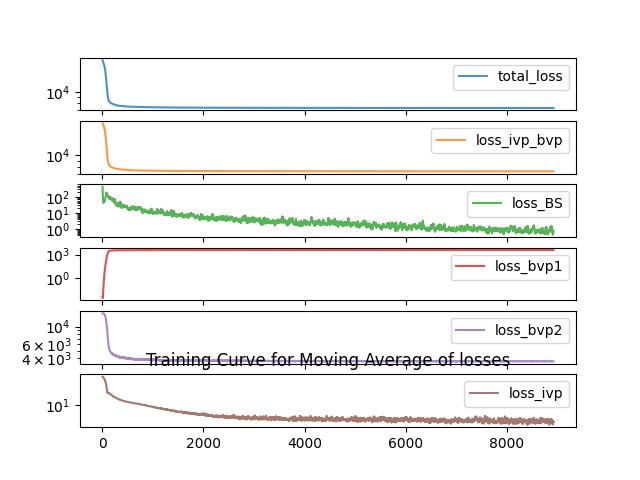 10⁴
total_loss
10⁴
loss_ivp_bvp
10²
10¹
10⁰
loss_BS
10³
10⁰
loss_bvp1
10⁴
6 × 10³
4 × 10³
loss_bvp2
Training Curve for Moving Average of losses
10¹
loss_ivp
0 2000 4000 6000 8000